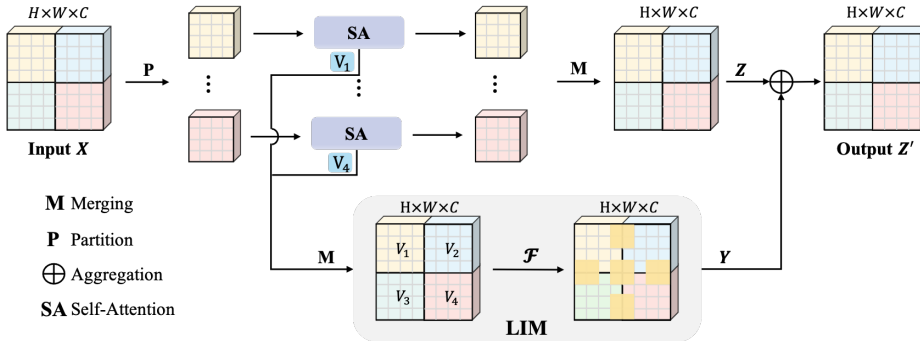 H×W×C
H×W×C
H×W×C
SA
V₁
P
M
Z
SA
V₄
Input X
Output Z′
M Merging
P Partition
⊕ Aggregation
SA Self-Attention
H×W×C
H×W×C
V₁ V₂
V₃ V₄
M
ℱ
Y
LIM